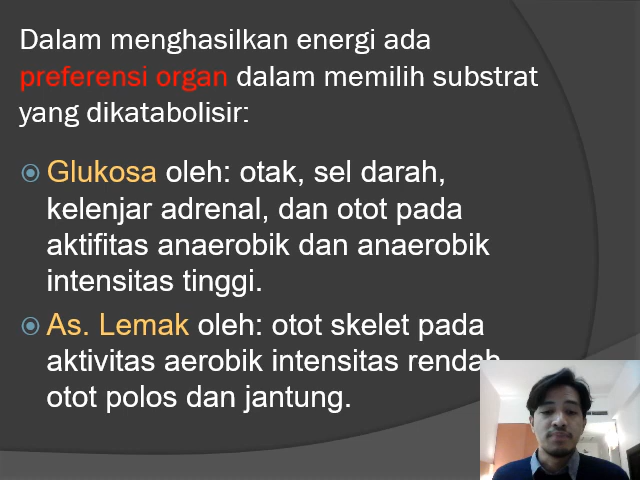 Dalam menghasilkan energi ada
preferensi organ dalam memilih substrat
yang dikatabolisir:
Glukosa oleh: otak, sel darah,
kelenjar adrenal, dan otot pada
aktifitas anaerobik dan anaerobik
intensitas tinggi.
As. Lemak oleh: otot skelet pada
aktivitas aerobik intensitas rendah
otot polos dan jantung.